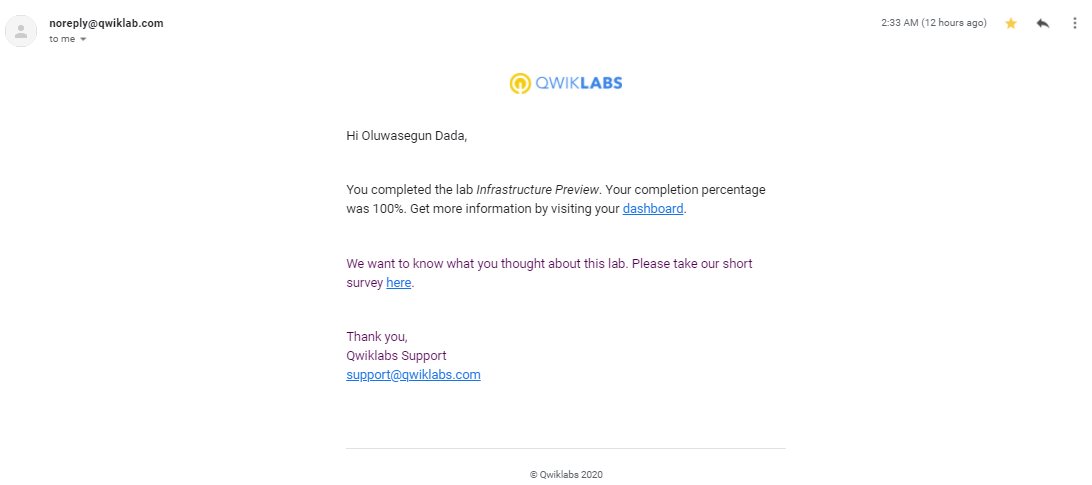 noreply@qwiklab.com
2:33 AM (12 hours ago)
to me
QWIKLABS
Hi Oluwasegun Dada,
You completed the lab Infrastructure Preview. Your completion percentage
was 100%. Get more information by visiting your dashboard.
We want to know what you thought about this lab. Please take our short
survey here.
Thank you,
Qwiklabs Support
support@qwiklabs.com
© Qwiklabs 2020